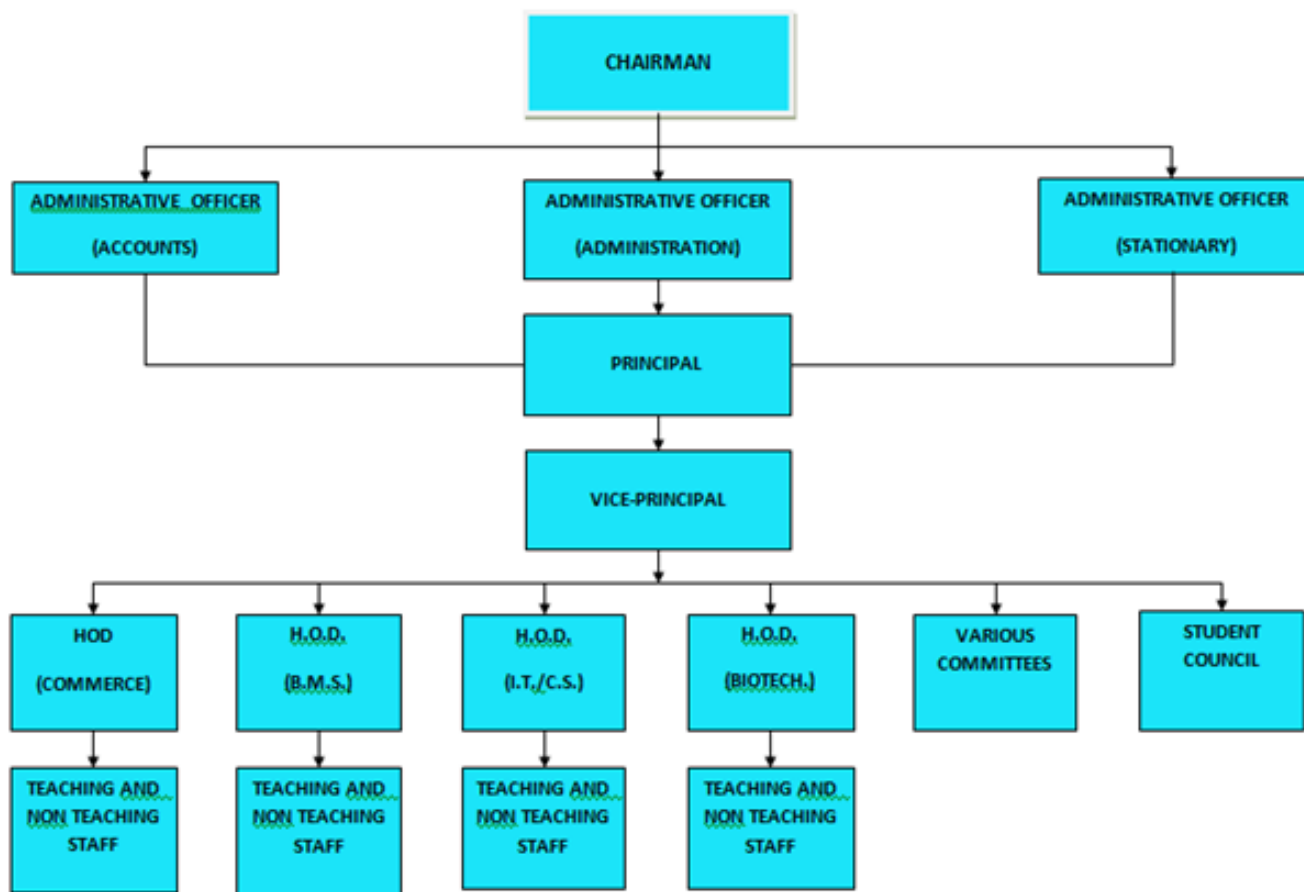 CHAIRMAN
ADMINISTRATIVE OFFICER
(ACCOUNTS)
ADMINISTRATIVE OFFICER
(ADMINISTRATION)
ADMINISTRATIVE OFFICER
(STATIONARY)
PRINCIPAL
VICE-PRINCIPAL
HOD
(COMMERCE)
H.O.D.
(B.M.S.)
H.O.D.
(I.T./C.S.)
H.O.D.
(BIOTECH.)
VARIOUS
COMMITTEES
STUDENT
COUNCIL
TEACHING AND
NON TEACHING
STAFF
TEACHING AND
NON TEACHING
STAFF
TEACHING AND
NON TEACHING
STAFF
TEACHING AND
NON TEACHING
STAFF